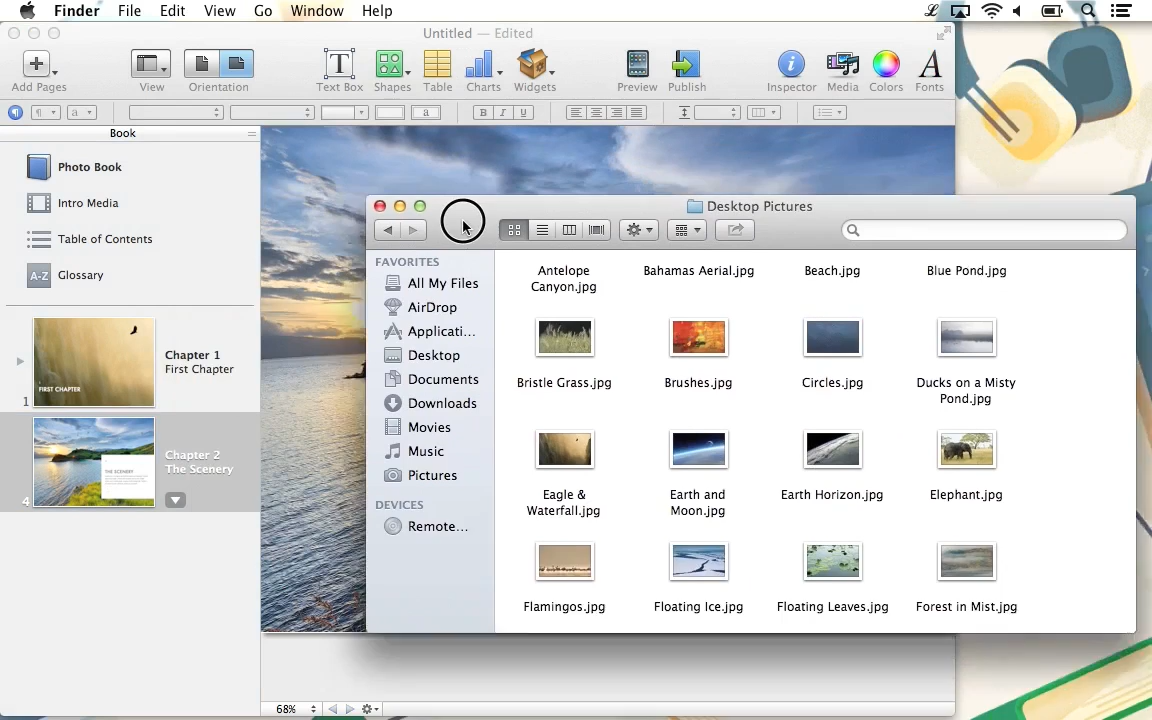 Finder File Edit View Go Window Help
Untitled — Edited
Add Pages View Orientation Text Box Shapes Table Charts Widgets Preview Publish Inspector Media Colors Fonts
a B I U a
Book
Photo Book
Intro Media
Table of Contents
A-Z Glossary
Chapter 1
First Chapter
FIRST CHAPTER
1
Chapter 2
The Scenery
THE SCENERY
4
68%
Desktop Pictures
FAVORITES
All My Files
AirDrop
Applicati...
Desktop
Documents
Downloads
Movies
Music
Pictures
DEVICES
Remote...
Antelope
Canyon.jpg
Bahamas Aerial.jpg
Beach.jpg
Blue Pond.jpg
Bristle Grass.jpg
Brushes.jpg
Circles.jpg
Ducks on a Misty
Pond.jpg
Eagle &
Waterfall.jpg
Earth and
Moon.jpg
Earth Horizon.jpg
Elephant.jpg
Flamingos.jpg
Floating Ice.jpg
Floating Leaves.jpg
Forest in Mist.jpg